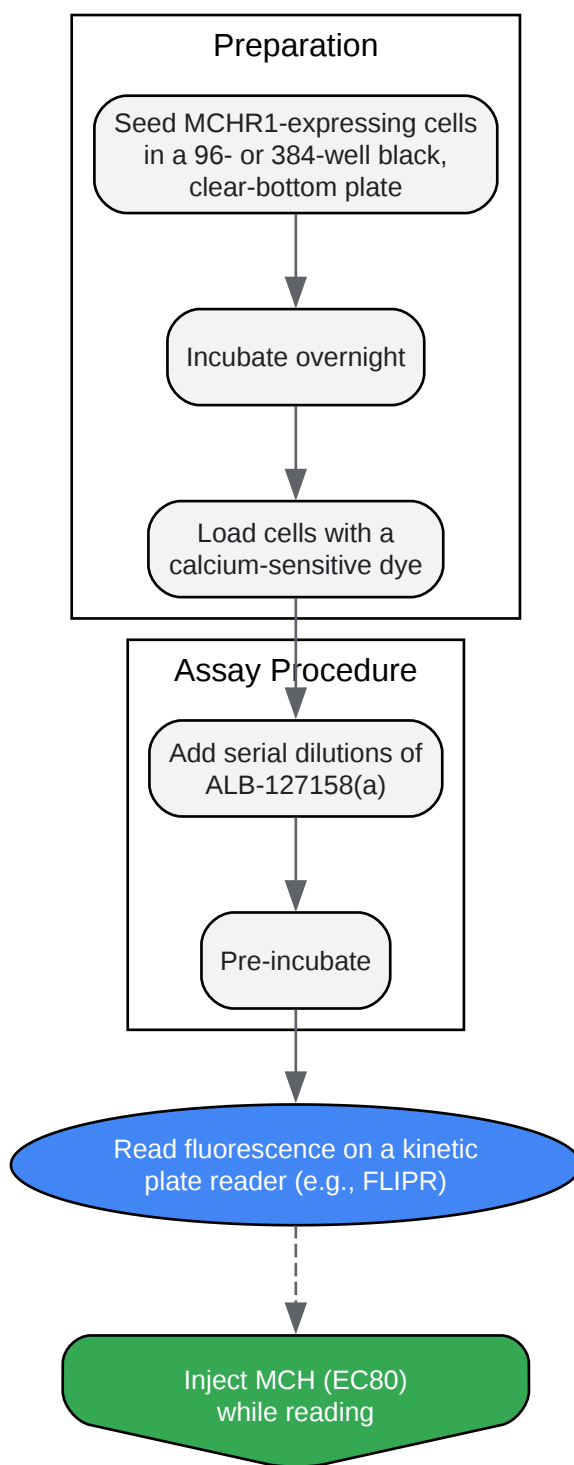 Preparation
Seed MCHR1-expressing cells
in a 96- or 384-well black,
clear-bottom plate
Incubate overnight
Load cells with a
calcium-sensitive dye
Assay Procedure
Add serial dilutions of
ALB-127158(a)
Pre-incubate
Read fluorescence on a kinetic
plate reader (e.g., FLIPR)
Inject MCH (EC80)
while reading